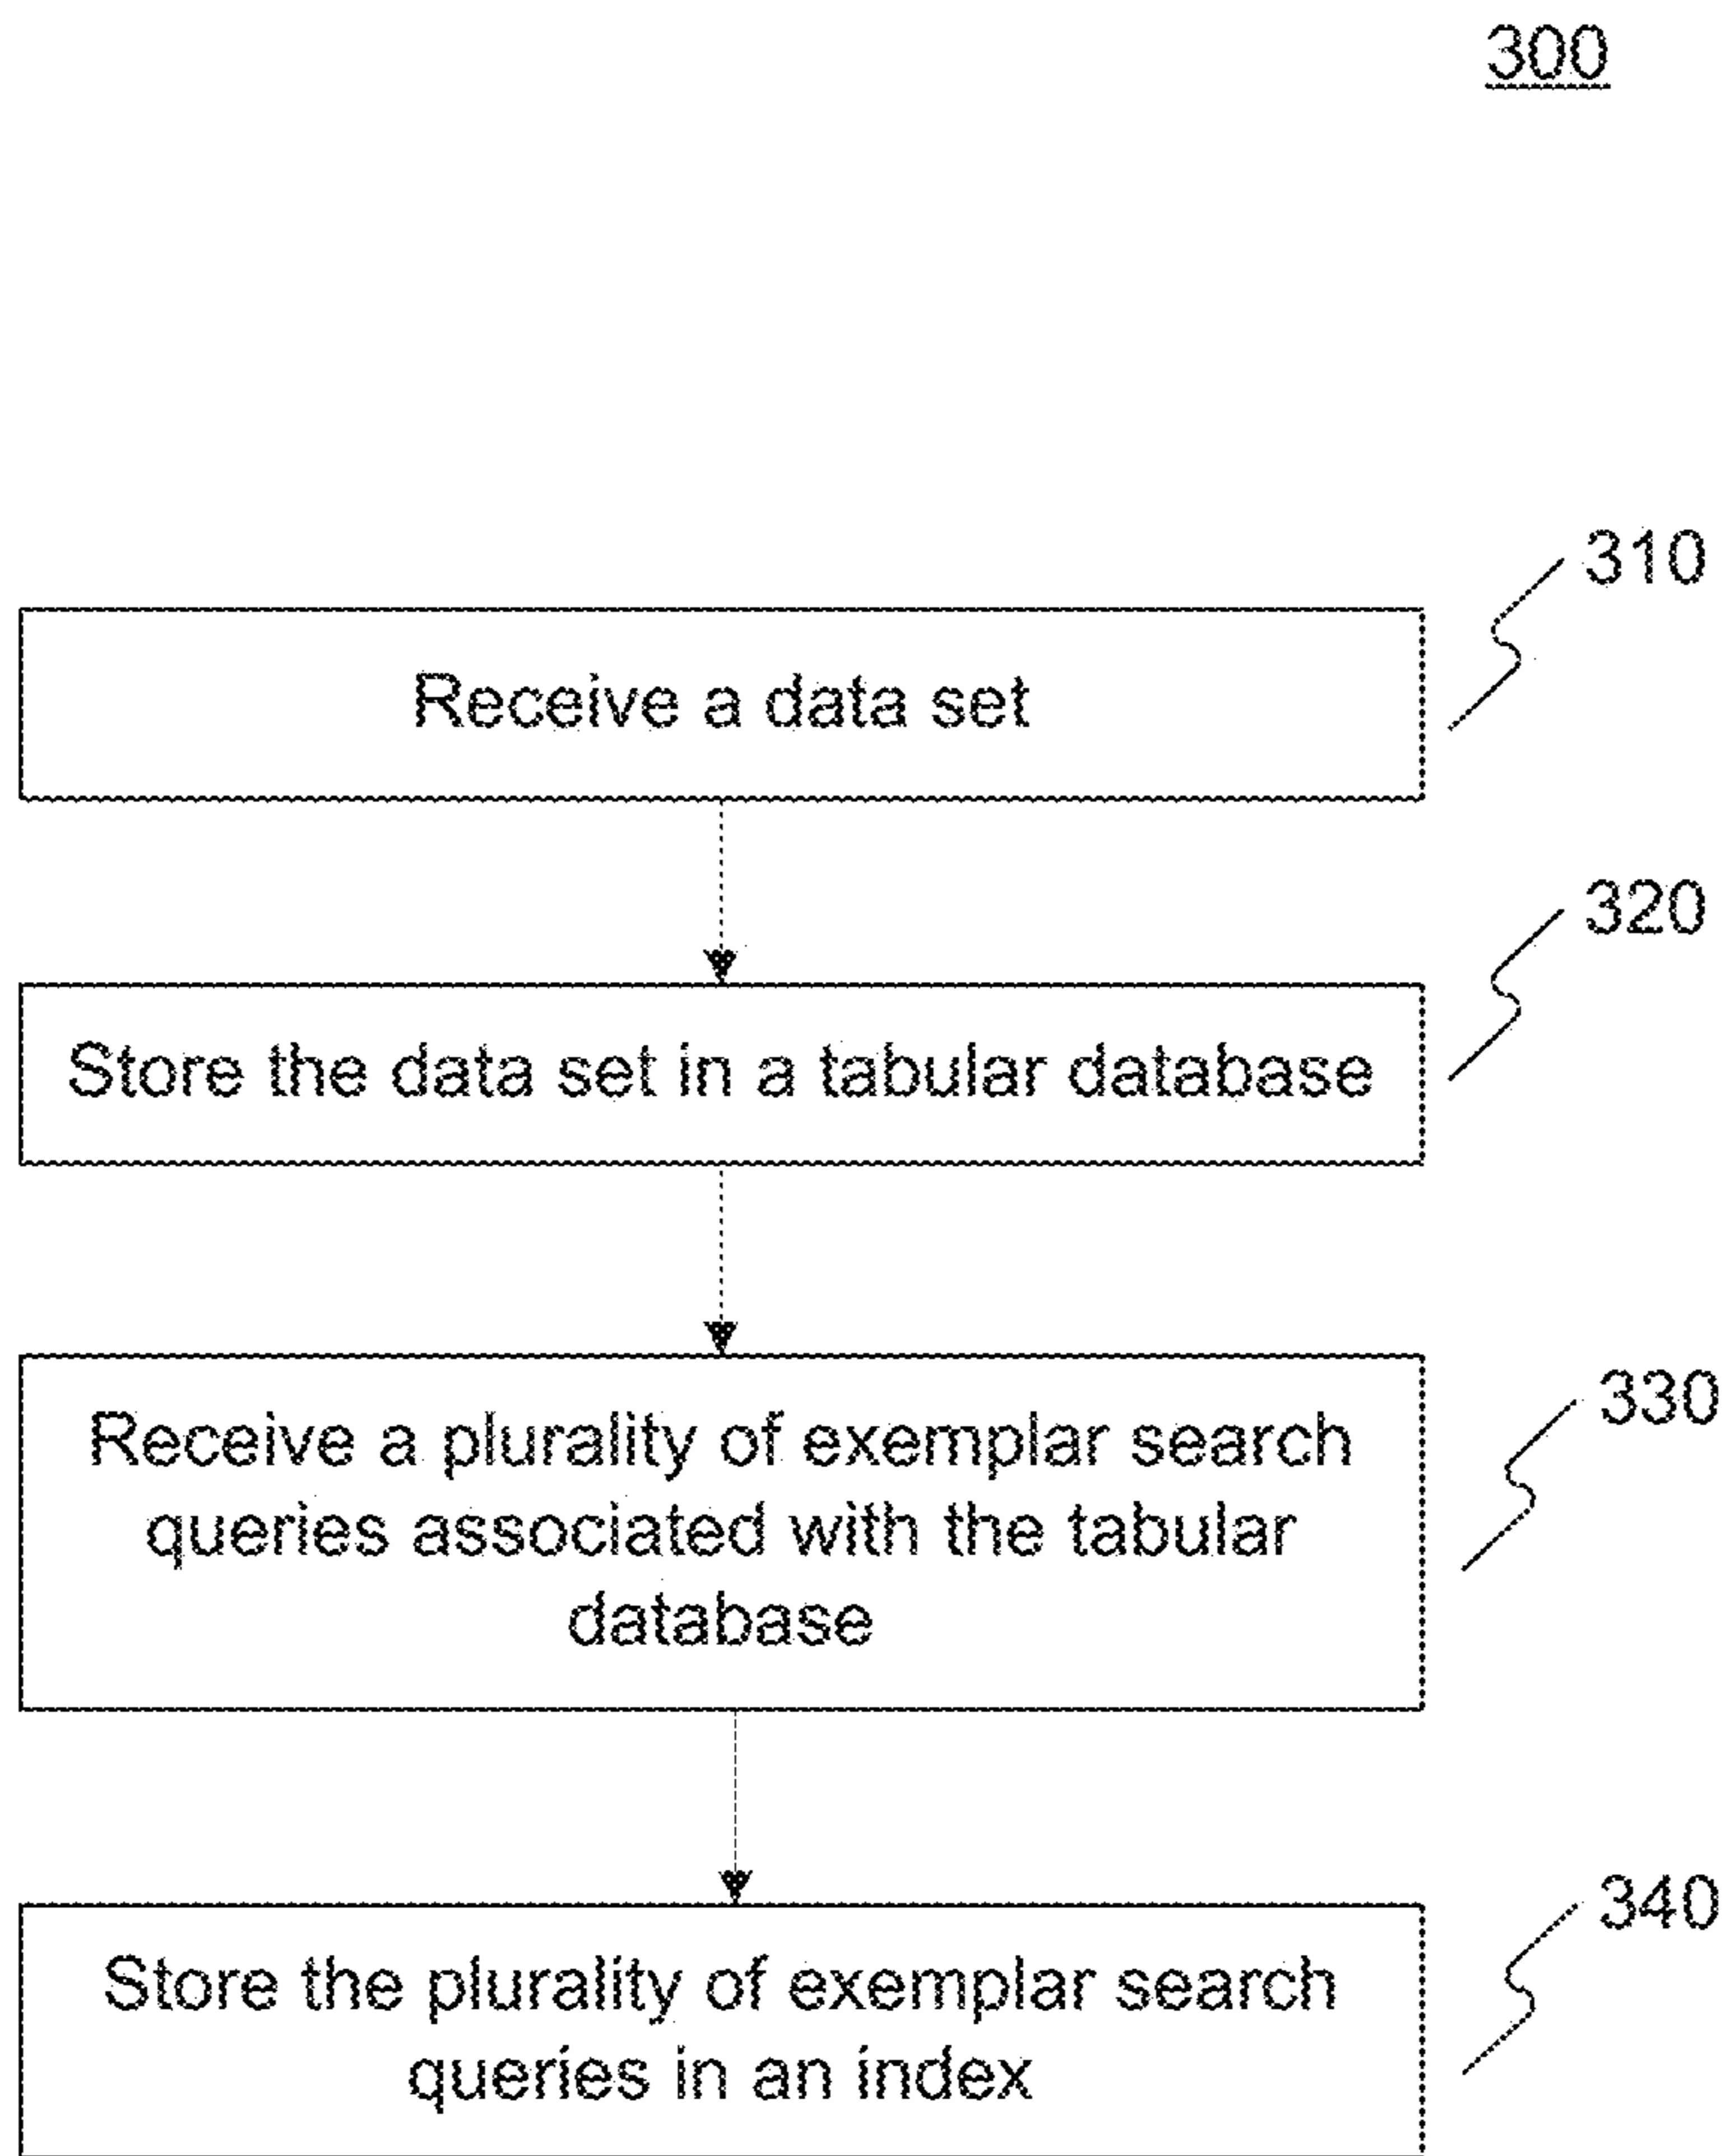 300
310
Receive a data set
320
Store the data set in a tabular database
330
Receive a plurality of exemplar search
queries associated with the tabular
database
340
Store the plurality of exemplar search
queries in an index